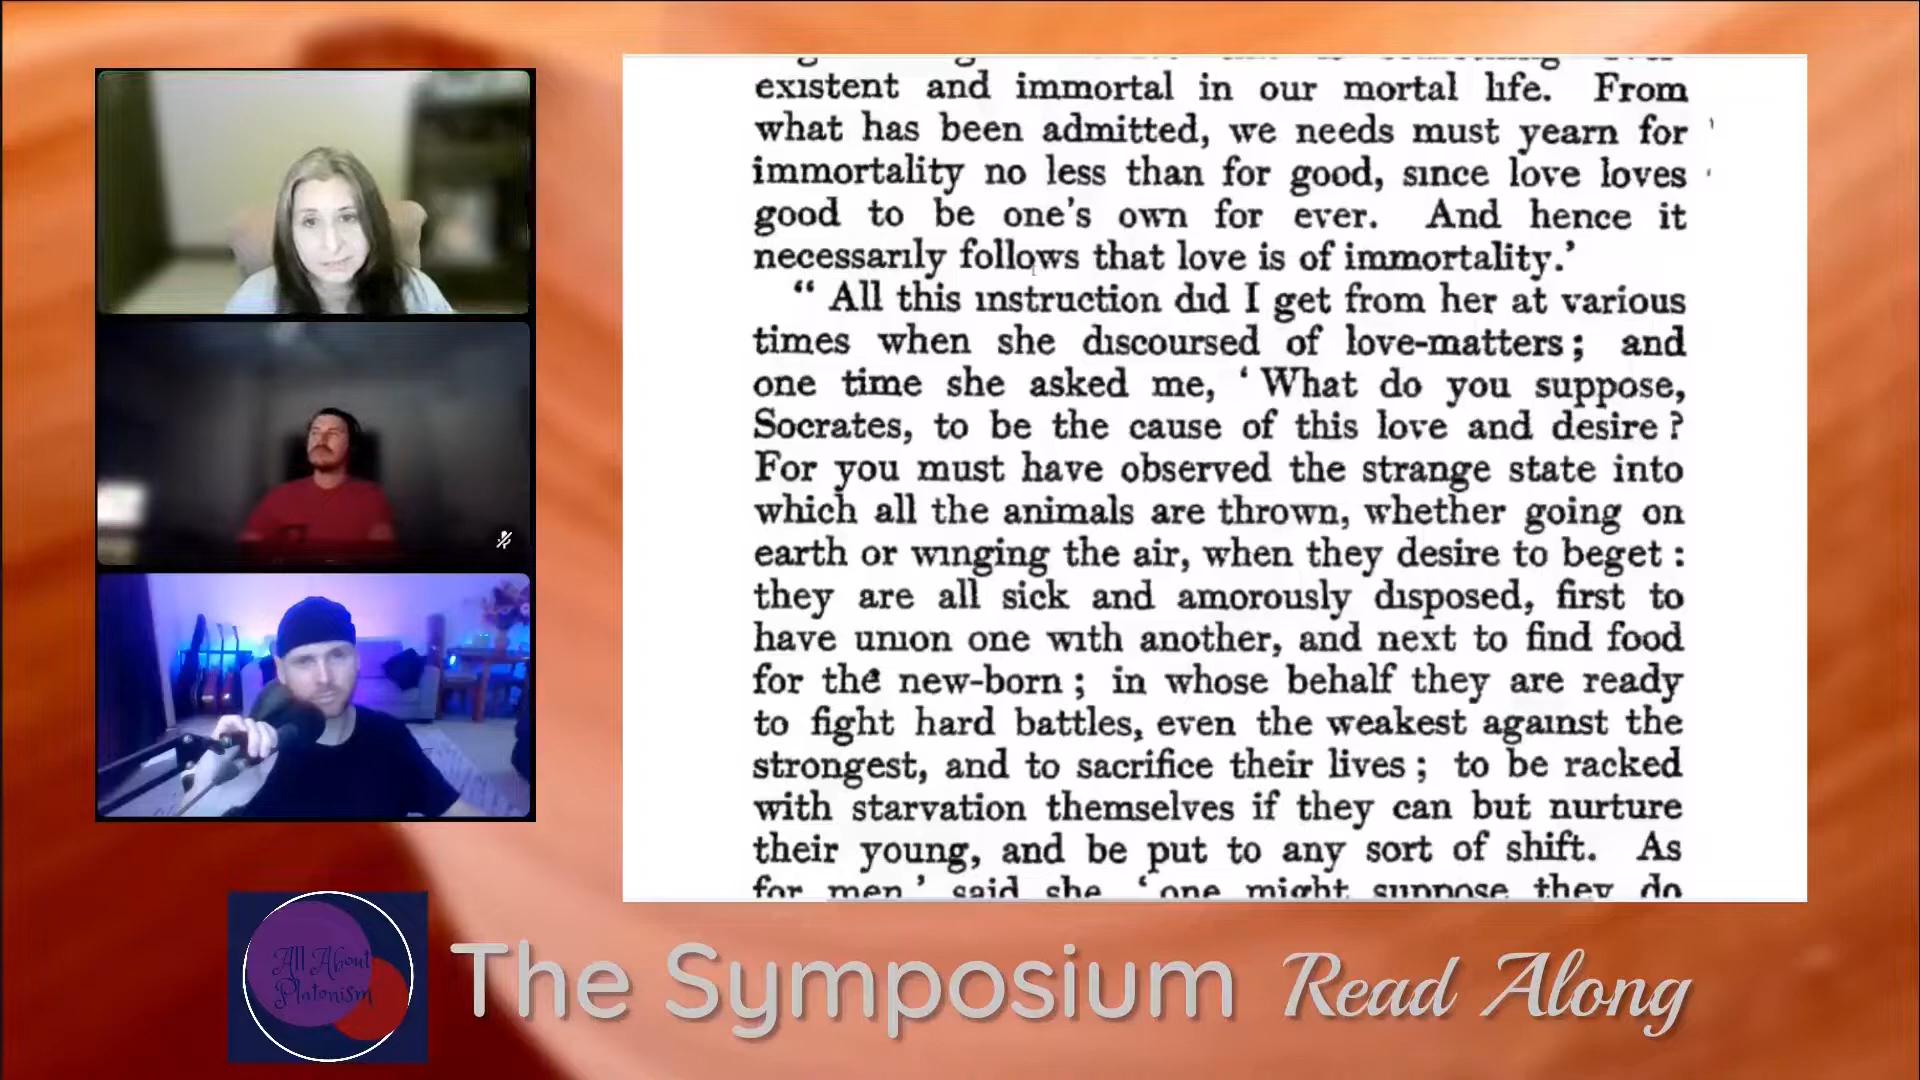 existent and immortal in our mortal life. From
what has been admitted, we needs must yearn for
immortality no less than for good, since love loves
good to be one's own for ever. And hence it
necessarily follows that love is of immortality.'
“ All this instruction did I get from her at various
times when she discoursed of love-matters ; and
one time she asked me, ‘ What do you suppose,
Socrates, to be the cause of this love and desire ?
For you must have observed the strange state into
which all the animals are thrown, whether going on
earth or winging the air, when they desire to beget :
they are all sick and amorously disposed, first to
have union one with another, and next to find food
for the new-born ; in whose behalf they are ready
to fight hard battles, even the weakest against the
strongest, and to sacrifice their lives ; to be racked
with starvation themselves if they can but nurture
their young, and be put to any sort of shift. As
for men,’ said she, ‘ one might suppose they do
All About
Platonism
The Symposium Read Along